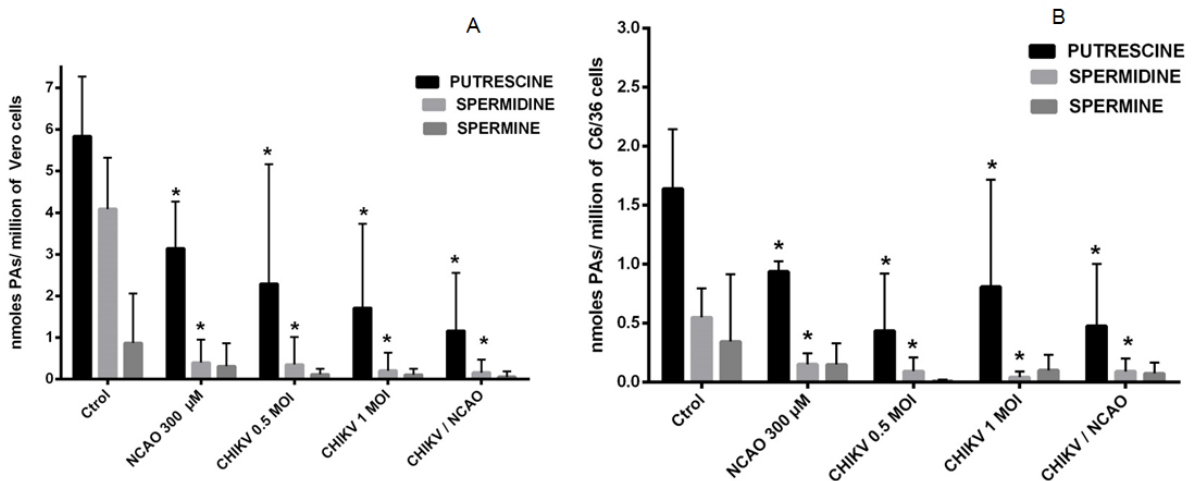 A
nmoles PAs/ million of Vero cells
7
6
5
4
3
2
1
0
PUTRESCINE
SPERMIDINE
SPERMINE
*
*
*
*
*
*
*
*
Ctrol
NCAO 300 µM
CHIKV 0.5 MOI
CHIKV 1 MOI
CHIKV / NCAO
B
nmoles PAs/ million of C6/36 cells
3.0
2.5
2.0
1.5
1.0
0.5
0.0
PUTRESCINE
SPERMIDINE
SPERMINE
*
*
*
*
*
*
*
*
Ctrol
NCAO 300 µM
CHIKV 0.5 MOI
CHIKV 1 MOI
CHIKV / NCAO